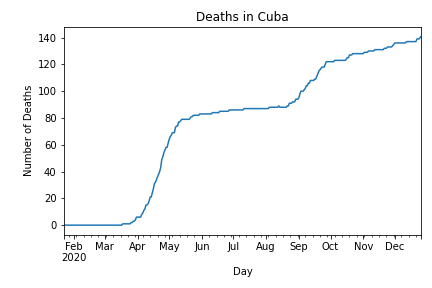 Deaths in Cuba
Number of Deaths
140
120
100
80
60
40
20
0
Feb Mar Apr May Jun Jul Aug Sep Oct Nov Dec
2020
Day